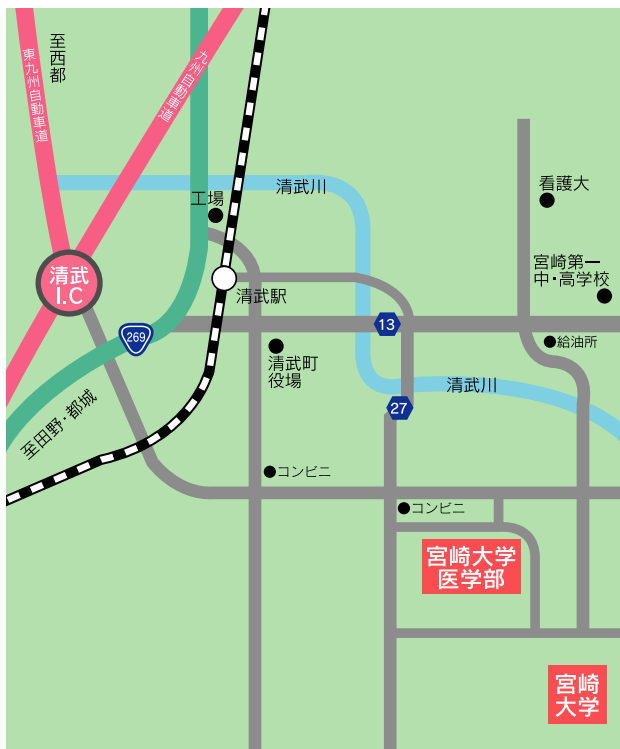 至西都
東九州自動車道
九州自動車道
清武川
工場
看護大
宮崎第一
中・高学校
清武
I.C
清武駅
13
269
給油所
清武町
役場
清武川
27
至田野・都城
コンビニ
コンビニ
宮崎大学
医学部
宮崎
大学